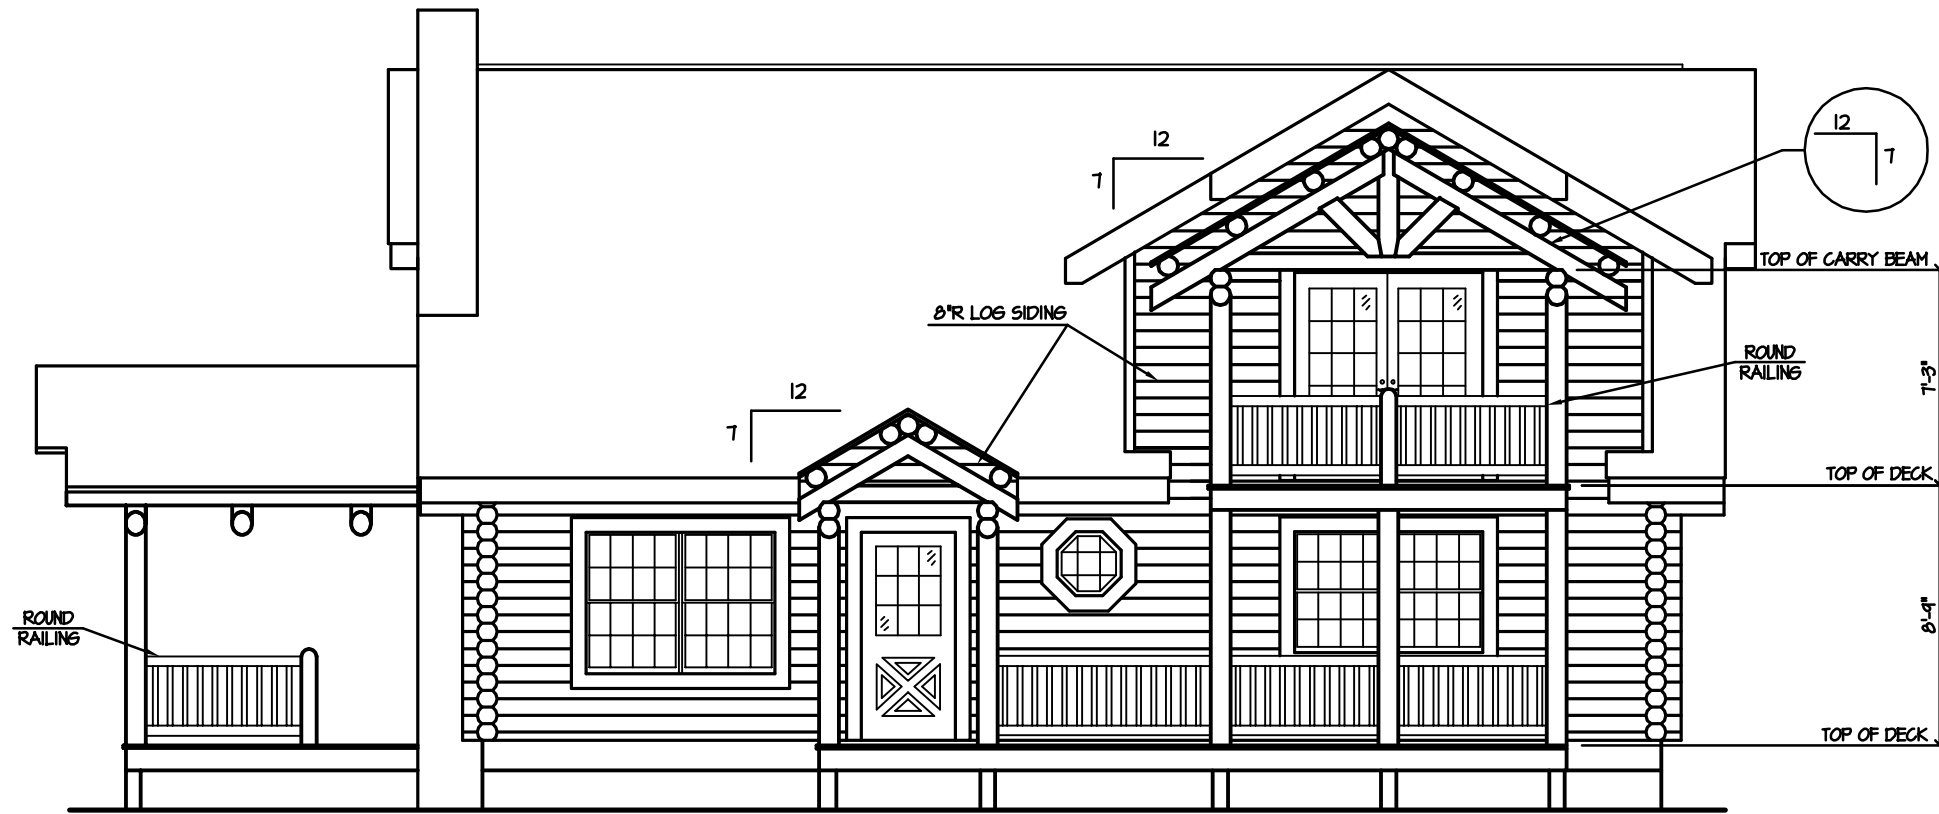 12
7
12
7
TOP OF CARRY BEAM
8"R LOG SIDING
ROUND
RAILING
7'-3"
12
7
TOP OF DECK
8'-9"
ROUND
RAILING
TOP OF DECK